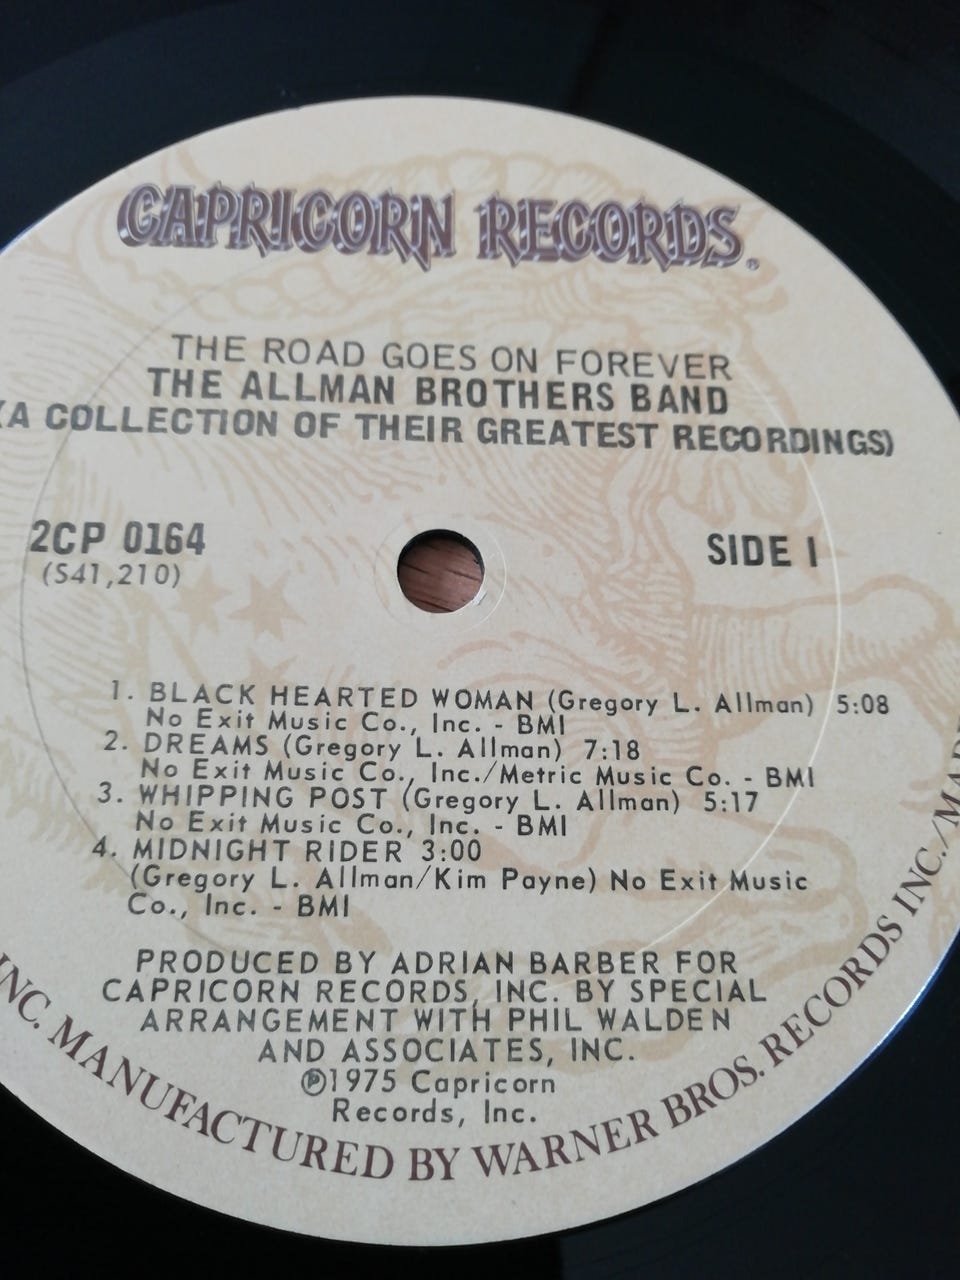 CAPRICORN RECORDS®
THE ROAD GOES ON FOREVER
THE ALLMAN BROTHERS BAND
(A COLLECTION OF THEIR GREATEST RECORDINGS)
2CP 0164
(S41,210)
SIDE I
1. BLACK HEARTED WOMAN (Gregory L. Allman) 5:08
No Exit Music Co., Inc. - BMI
2. DREAMS (Gregory L. Allman) 7:18
No Exit Music Co., Inc./Metric Music Co. - BMI
3. WHIPPING POST (Gregory L. Allman) 5:17
No Exit Music Co., Inc. - BMI
4. MIDNIGHT RIDER 3:00
(Gregory L. Allman/Kim Payne) No Exit Music
Co., Inc. - BMI
PRODUCED BY ADRIAN BARBER FOR
CAPRICORN RECORDS, INC. BY SPECIAL
ARRANGEMENT WITH PHIL WALDEN
AND ASSOCIATES, INC.
℗1975 Capricorn
Records, Inc.
INC. MANUFACTURED BY WARNER BROS. RECORDS INC./